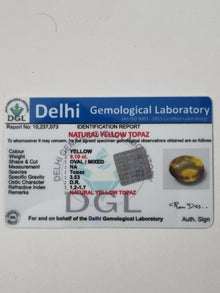 Delhi Gemological Laboratory
DGL
Report No: 10,237,073 IDENTIFICATION REPORT
NATURAL YELLOW TOPAZ
Colour : YELLOW
Weight : 9.10 ct.
Shape & Cut : OVAL / MIXED
Magnification : NA
Species : Topaz
Specific Gravity : 3.53
Optic Character : D.R.
Refractive Index : 1.2-1.7
Remarks : NATURAL YELLOW TOPAZ
DGL
For and on behalf of the Delhi Gemological Laboratory Auth. Sign